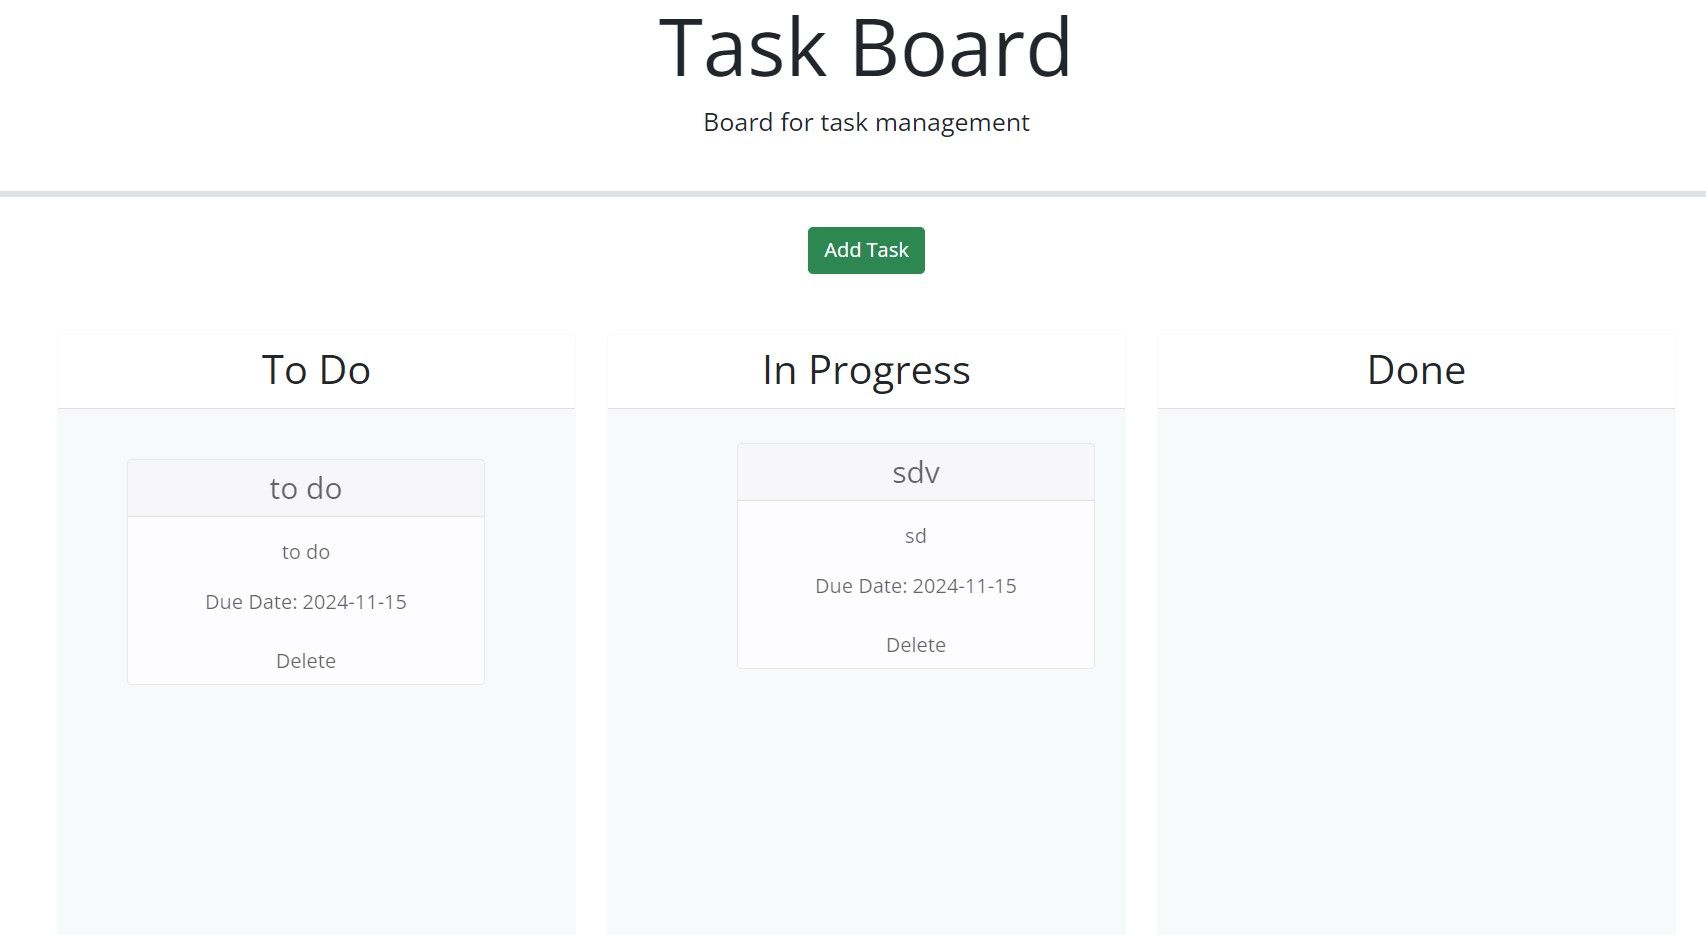 Task Board
Board for task management
Add Task
To Do
to do
to do
Due Date: 2024-11-15
Delete
In Progress
sdv
sd
Due Date: 2024-11-15
Delete
Done